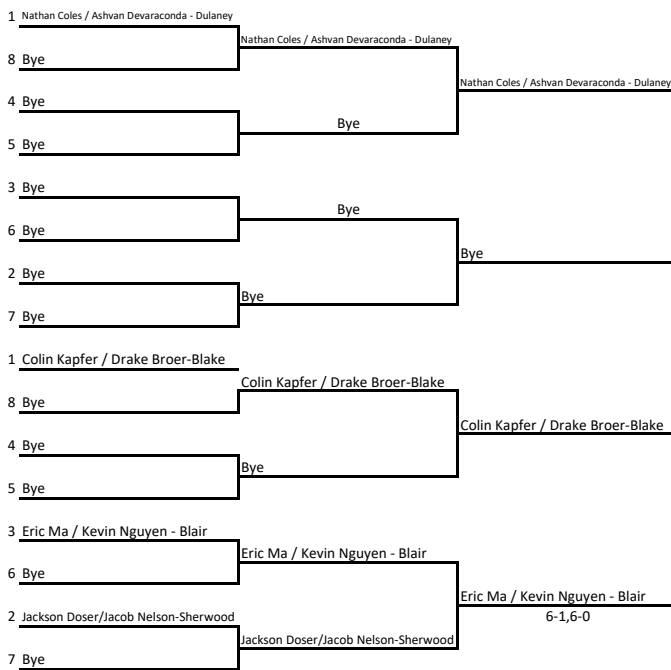 1 Nathan Coles / Ashvan Devaraconda - Dulaney
Nathan Coles / Ashvan Devaraconda - Dulaney
8 Bye
Nathan Coles / Ashvan Devaraconda - Dulaney
4 Bye
Bye
5 Bye
3 Bye
Bye
6 Bye
Bye
2 Bye
Bye
7 Bye
1 Colin Kapfer / Drake Broer-Blake
Colin Kapfer / Drake Broer-Blake
8 Bye
Colin Kapfer / Drake Broer-Blake
4 Bye
Bye
5 Bye
3 Eric Ma / Kevin Nguyen - Blair
Eric Ma / Kevin Nguyen - Blair
6 Bye
Eric Ma / Kevin Nguyen - Blair
2 Jackson Doser/Jacob Nelson-Sherwood
6-1,6-0
Jackson Doser/Jacob Nelson-Sherwood
7 Bye